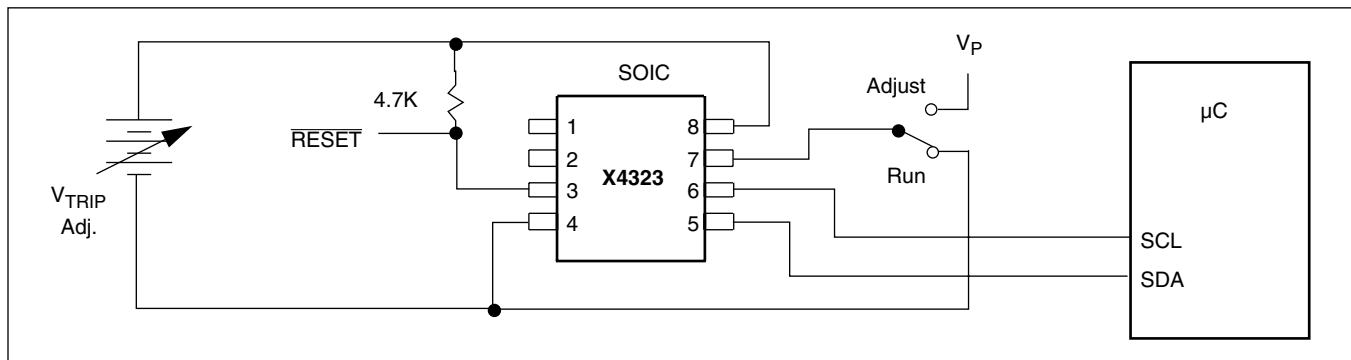 V_P
SOIC
Adjust
µC
4.7K
1
8
RESET
2
7
X4323
Run
3
6
V_TRIP
Adj.
4
5
SCL
SDA